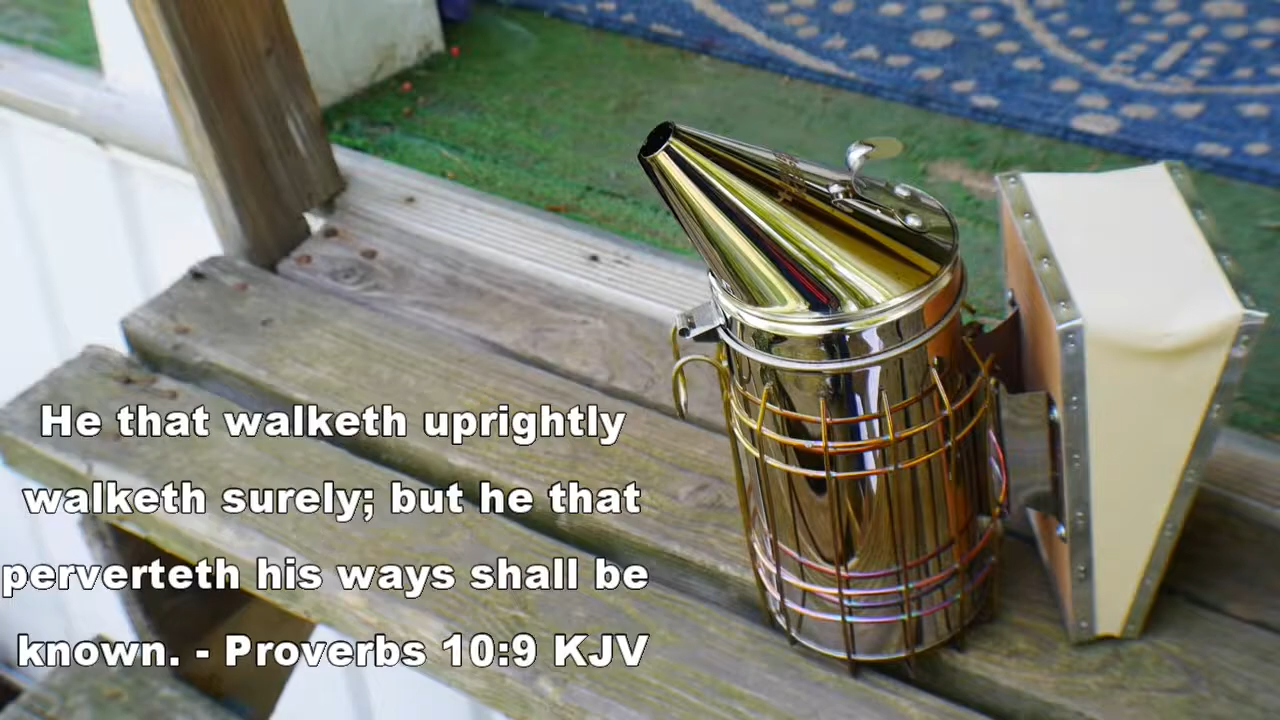 He that walketh uprightly
walketh surely; but he that
perverteth his ways shall be
known. - Proverbs 10:9 KJV